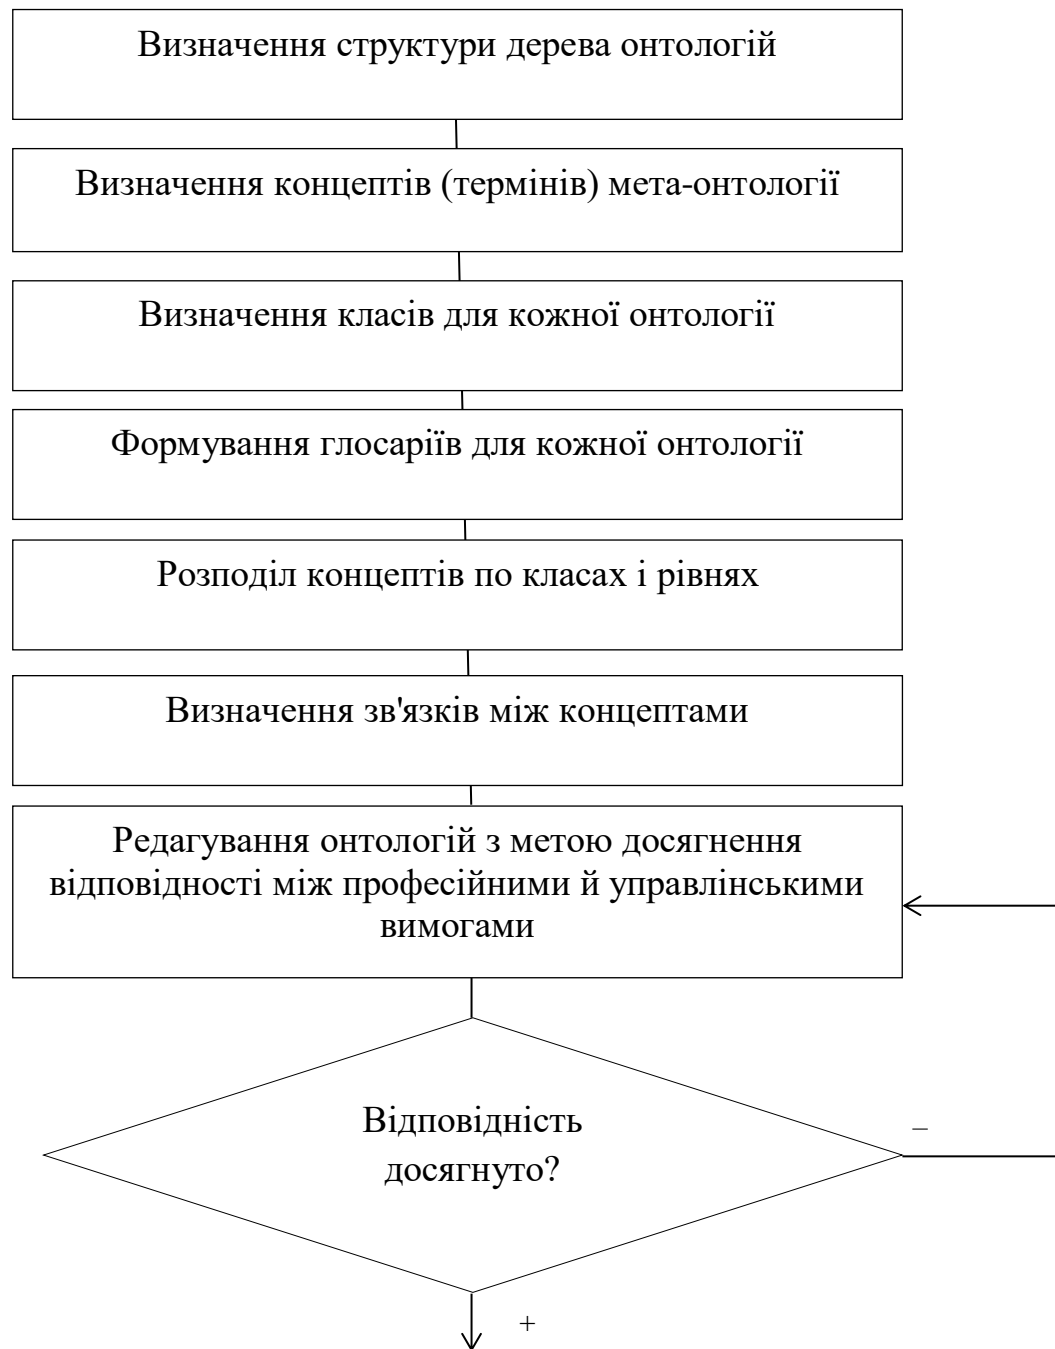 Визначення структури дерева онтологій
Визначення концептів (термінів) мета-онтології
Визначення класів для кожної онтології
Формування глосаріїв для кожної онтології
Розподіл концептів по класах і рівнях
Визначення зв'язків між концептами
Редагування онтологій з метою досягнення
відповідності між професійними й управлінськими
вимогами
Відповідність
досягнуто?
–
+